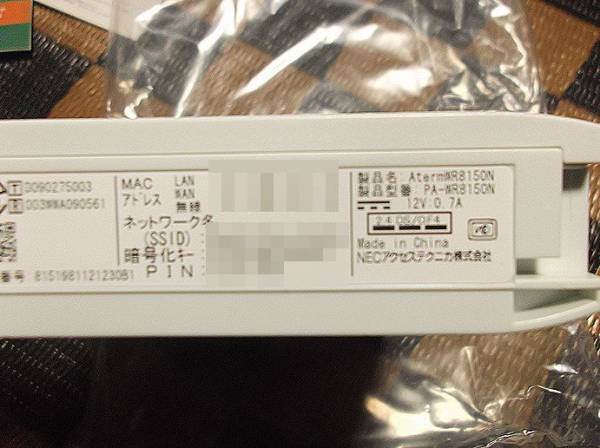 T D090275003
T 003WWA090561
番号 8151981121230B1
MAC アドレス
LAN
WAN
無線
ネットワーク名
(SSID) :
暗号化キー:
PIN :
製品名: AtermWR8150N
製品型番: PA-WR8150N
12V⎓0.7A
2.4 DS/OF4
Made in China
NECアクセステクニカ株式会社